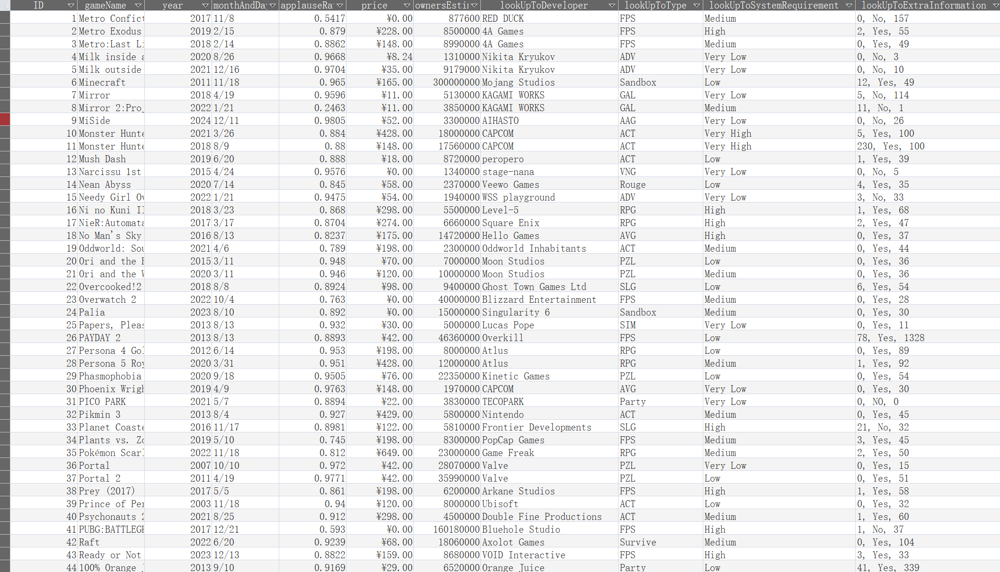 ID gameName year monthAndDay applauseRa price ownersEstim lookUpToDeveloper lookUpToType lookUpToSystemRequirement lookUpToExtraInformation
1 Metro Confict 2017 11/8 0.5417 ¥0.00 877600 RED DUCK FPS Medium 0, No, 157
2 Metro Exodus 2019 2/15 0.879 ¥228.00 8500000 4A Games FPS High 2, Yes, 55
3 Metro:Last Li 2018 2/14 0.8862 ¥148.00 8990000 4A Games FPS Medium 0, Yes, 49
4 Milk inside a 2020 8/26 0.9668 ¥8.24 1310000 Nikita Kryukov ADV Very Low 0, No, 3
5 Milk outside 2021 12/16 0.9704 ¥35.00 9179000 Nikita Kryukov ADV Very Low 0, No, 10
6 Minecraft 2011 11/18 0.965 ¥165.00 300000000 Mojang Studios Sandbox Low 12, Yes, 49
7 Mirror 2018 4/19 0.9596 ¥11.00 5130000 KAGAMI WORKS GAL Very Low 5, No, 114
8 Mirror 2:Proj 2022 1/21 0.2463 ¥11.00 3850000 KAGAMI WORKS GAL Medium 11, No, 1
9 MiSide 2024 12/11 0.9805 ¥52.00 3300000 AIHASTO AAG Very Low 0, No, 26
10 Monster Hunte 2021 3/26 0.884 ¥428.00 18000000 CAPCOM ACT Very High 5, Yes, 100
11 Monster Hunte 2018 8/9 0.88 ¥148.00 17560000 CAPCOM ACT Very High 230, Yes, 100
12 Mush Dash 2019 6/20 0.888 ¥18.00 8720000 peropero ACT Low 1, Yes, 39
13 Narcissu 1st 2015 4/24 0.9576 ¥0.00 1340000 stage-nana VNG Very Low 0, No, 5
14 Nean Abyss 2020 7/14 0.845 ¥58.00 2370000 Veewo Games Rouge Low 4, Yes, 35
15 Needy Girl Ov 2022 1/21 0.9475 ¥54.00 1940000 WSS playground ADV Very Low 3, No, 33
16 Ni no Kuni II 2018 3/23 0.868 ¥298.00 5500000 Level-5 RPG High 1, Yes, 68
17 NieR:Automata 2017 3/17 0.8704 ¥274.00 6660000 Square Enix RPG High 2, Yes, 47
18 No Man's Sky 2016 8/13 0.8237 ¥175.00 14720000 Hello Games AVG High 0, Yes, 37
19 Oddworld: Sou 2021 4/6 0.789 ¥198.00 2300000 Oddworld Inhabitants ACT Medium 0, Yes, 44
20 Ori and the B 2015 3/11 0.948 ¥70.00 7000000 Moon Studios PZL Low 0, Yes, 36
21 Ori and the W 2020 3/11 0.946 ¥120.00 10000000 Moon Studios PZL Medium 0, Yes, 36
22 Overcooked!2 2018 8/8 0.8924 ¥98.00 9400000 Ghost Town Games Ltd SLG Low 6, Yes, 54
23 Overwatch 2 2022 10/4 0.763 ¥0.00 40000000 Blizzard Entertainment FPS Medium 0, Yes, 28
24 Palia 2023 8/10 0.892 ¥0.00 15000000 Singularity 6 Sandbox Medium 0, Yes, 30
25 Papers, Pleas 2013 8/13 0.932 ¥30.00 5000000 Lucas Pope SIM Very Low 0, Yes, 11
26 PAYDAY 2 2013 8/13 0.8893 ¥42.00 46360000 Overkill FPS Low 78, Yes, 1328
27 Persona 4 Gol 2012 6/14 0.953 ¥198.00 8000000 Atlus RPG Low 0, Yes, 89
28 Persona 5 Roy 2020 3/31 0.951 ¥428.00 12000000 Atlus RPG Medium 1, Yes, 92
29 Phasmophobia 2020 9/18 0.9505 ¥76.00 22350000 Kinetic Games PZL Low 0, Yes, 54
30 Phoenix Wrigh 2019 4/9 0.9763 ¥148.00 1970000 CAPCOM AVG Very Low 0, Yes, 30
31 PICO PARK 2021 5/7 0.8894 ¥22.00 3830000 TECOPARK Party Very Low 0, NO, 0
32 Pikmin 3 2013 8/4 0.927 ¥429.00 5800000 Nintendo ACT Medium 0, Yes, 45
33 Planet Coaste 2016 11/17 0.8981 ¥122.00 5810000 Frontier Developments SLG High 21, No, 32
34 Plants vs. Zo 2019 5/10 0.745 ¥198.00 8300000 PopCap Games FPS Medium 3, Yes, 45
35 Pokémon Scarl 2022 11/18 0.812 ¥649.00 23000000 Game Freak RPG Medium 2, Yes, 50
36 Portal 2007 10/10 0.972 ¥42.00 28070000 Valve PZL Very Low 0, Yes, 15
37 Portal 2 2011 4/19 0.9771 ¥42.00 35990000 Valve PZL Low 0, Yes, 51
38 Prey (2017) 2017 5/5 0.861 ¥198.00 6200000 Arkane Studios FPS High 1, Yes, 58
39 Prince of Per 2003 11/18 0.94 ¥120.00 8000000 Ubisoft ACT Low 0, Yes, 32
40 Psychonauts 2 2021 8/25 0.912 ¥298.00 4500000 Double Fine Productions ACT Medium 1, Yes, 60
41 PUBG:BATTLEGR 2017 12/21 0.593 ¥0.00 160180000 Bluehole Studio FPS High 1, No, 37
42 Raft 2022 6/20 0.9239 ¥68.00 18060000 Axolot Games Survive Medium 0, Yes, 104
43 Ready or Not 2023 12/13 0.8822 ¥159.00 8680000 VOID Interactive FPS High 3, Yes, 33
44 100% Orange J 2013 9/10 0.9169 ¥29.00 6520000 Orange Juice Party Low 41, Yes, 339